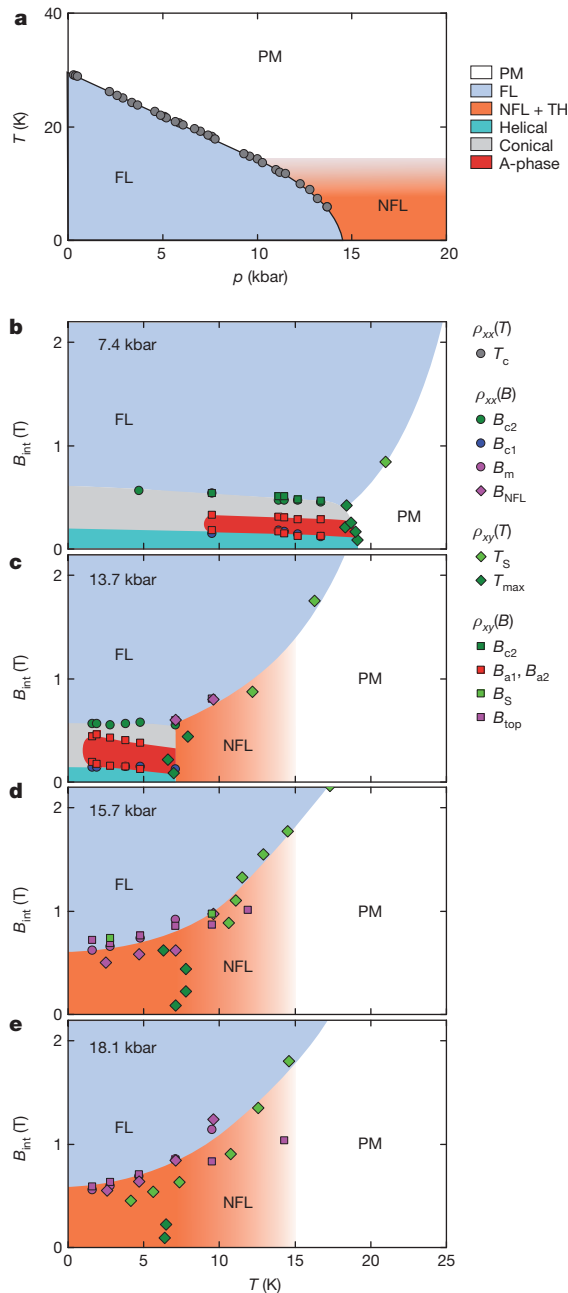 a
40
20
0
T (K)
PM
FL
NFL
0
5
10
15
20
p (kbar)
PM
FL
NFL + TH
Helical
Conical
A-phase
b
7.4 kbar
2
1
0
B_int (T)
FL
PM
ρ_xx(T)
T_c
ρ_xx(B)
B_c2
B_c1
B_m
B_NFL
ρ_xy(T)
T_S
T_max
ρ_xy(B)
B_c2
B_a1, B_a2
B_S
B_top
c
13.7 kbar
2
1
0
B_int (T)
FL
NFL
PM
d
15.7 kbar
2
1
0
B_int (T)
FL
NFL
PM
e
18.1 kbar
2
1
0
B_int (T)
FL
NFL
PM
0
5
10
15
20
25
T (K)